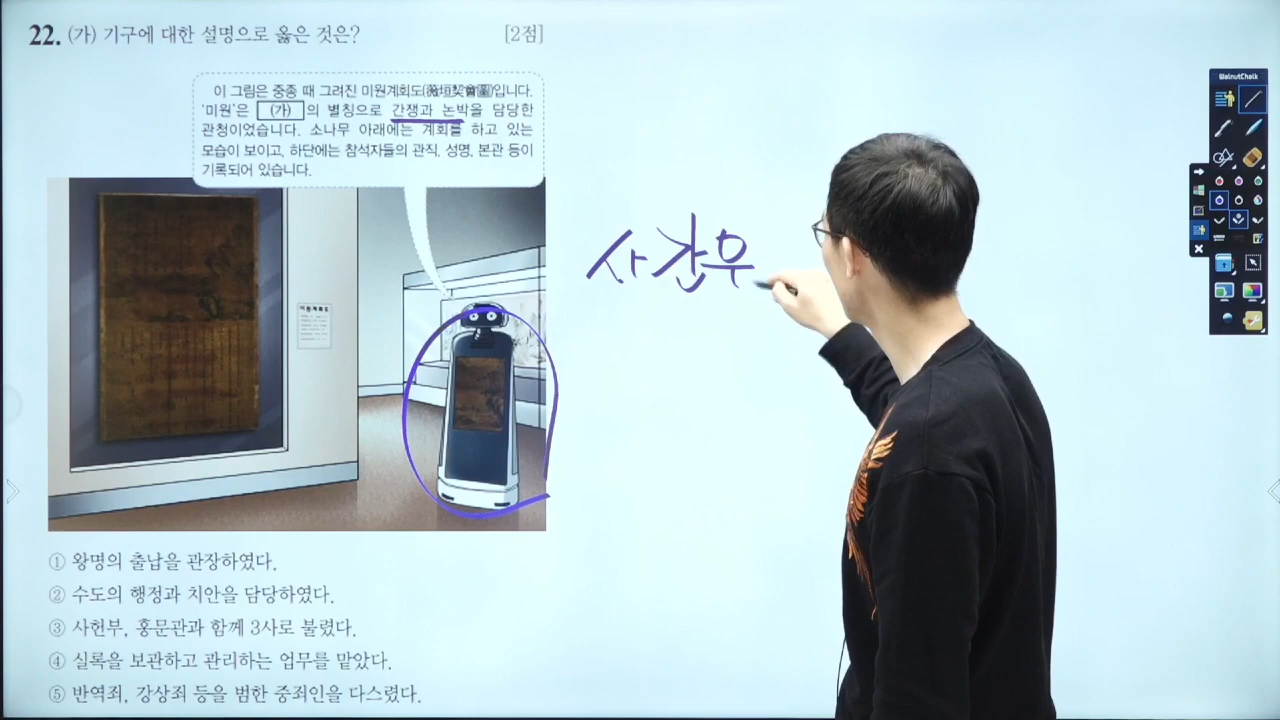 22. (가) 기구에 대한 설명으로 옳은 것은? [2점]
이 그림은 중종 때 그려진 미원계회도(薇垣契會圖)입니다.
'미원'은 (가) 의 별칭으로 간쟁과 논박을 담당한
관청이었습니다. 소나무 아래에는 계회를 하고 있는
모습이 보이고, 하단에는 참석자들의 관직, 성명, 본관 등이
기록되어 있습니다.
미원계회도
사간우
① 왕명의 출납을 관장하였다.
② 수도의 행정과 치안을 담당하였다.
③ 사헌부, 홍문관과 함께 3사로 불렸다.
④ 실록을 보관하고 관리하는 업무를 맡았다.
⑤ 반역죄, 강상죄 등을 범한 중죄인을 다스렸다.
WalnutChalk